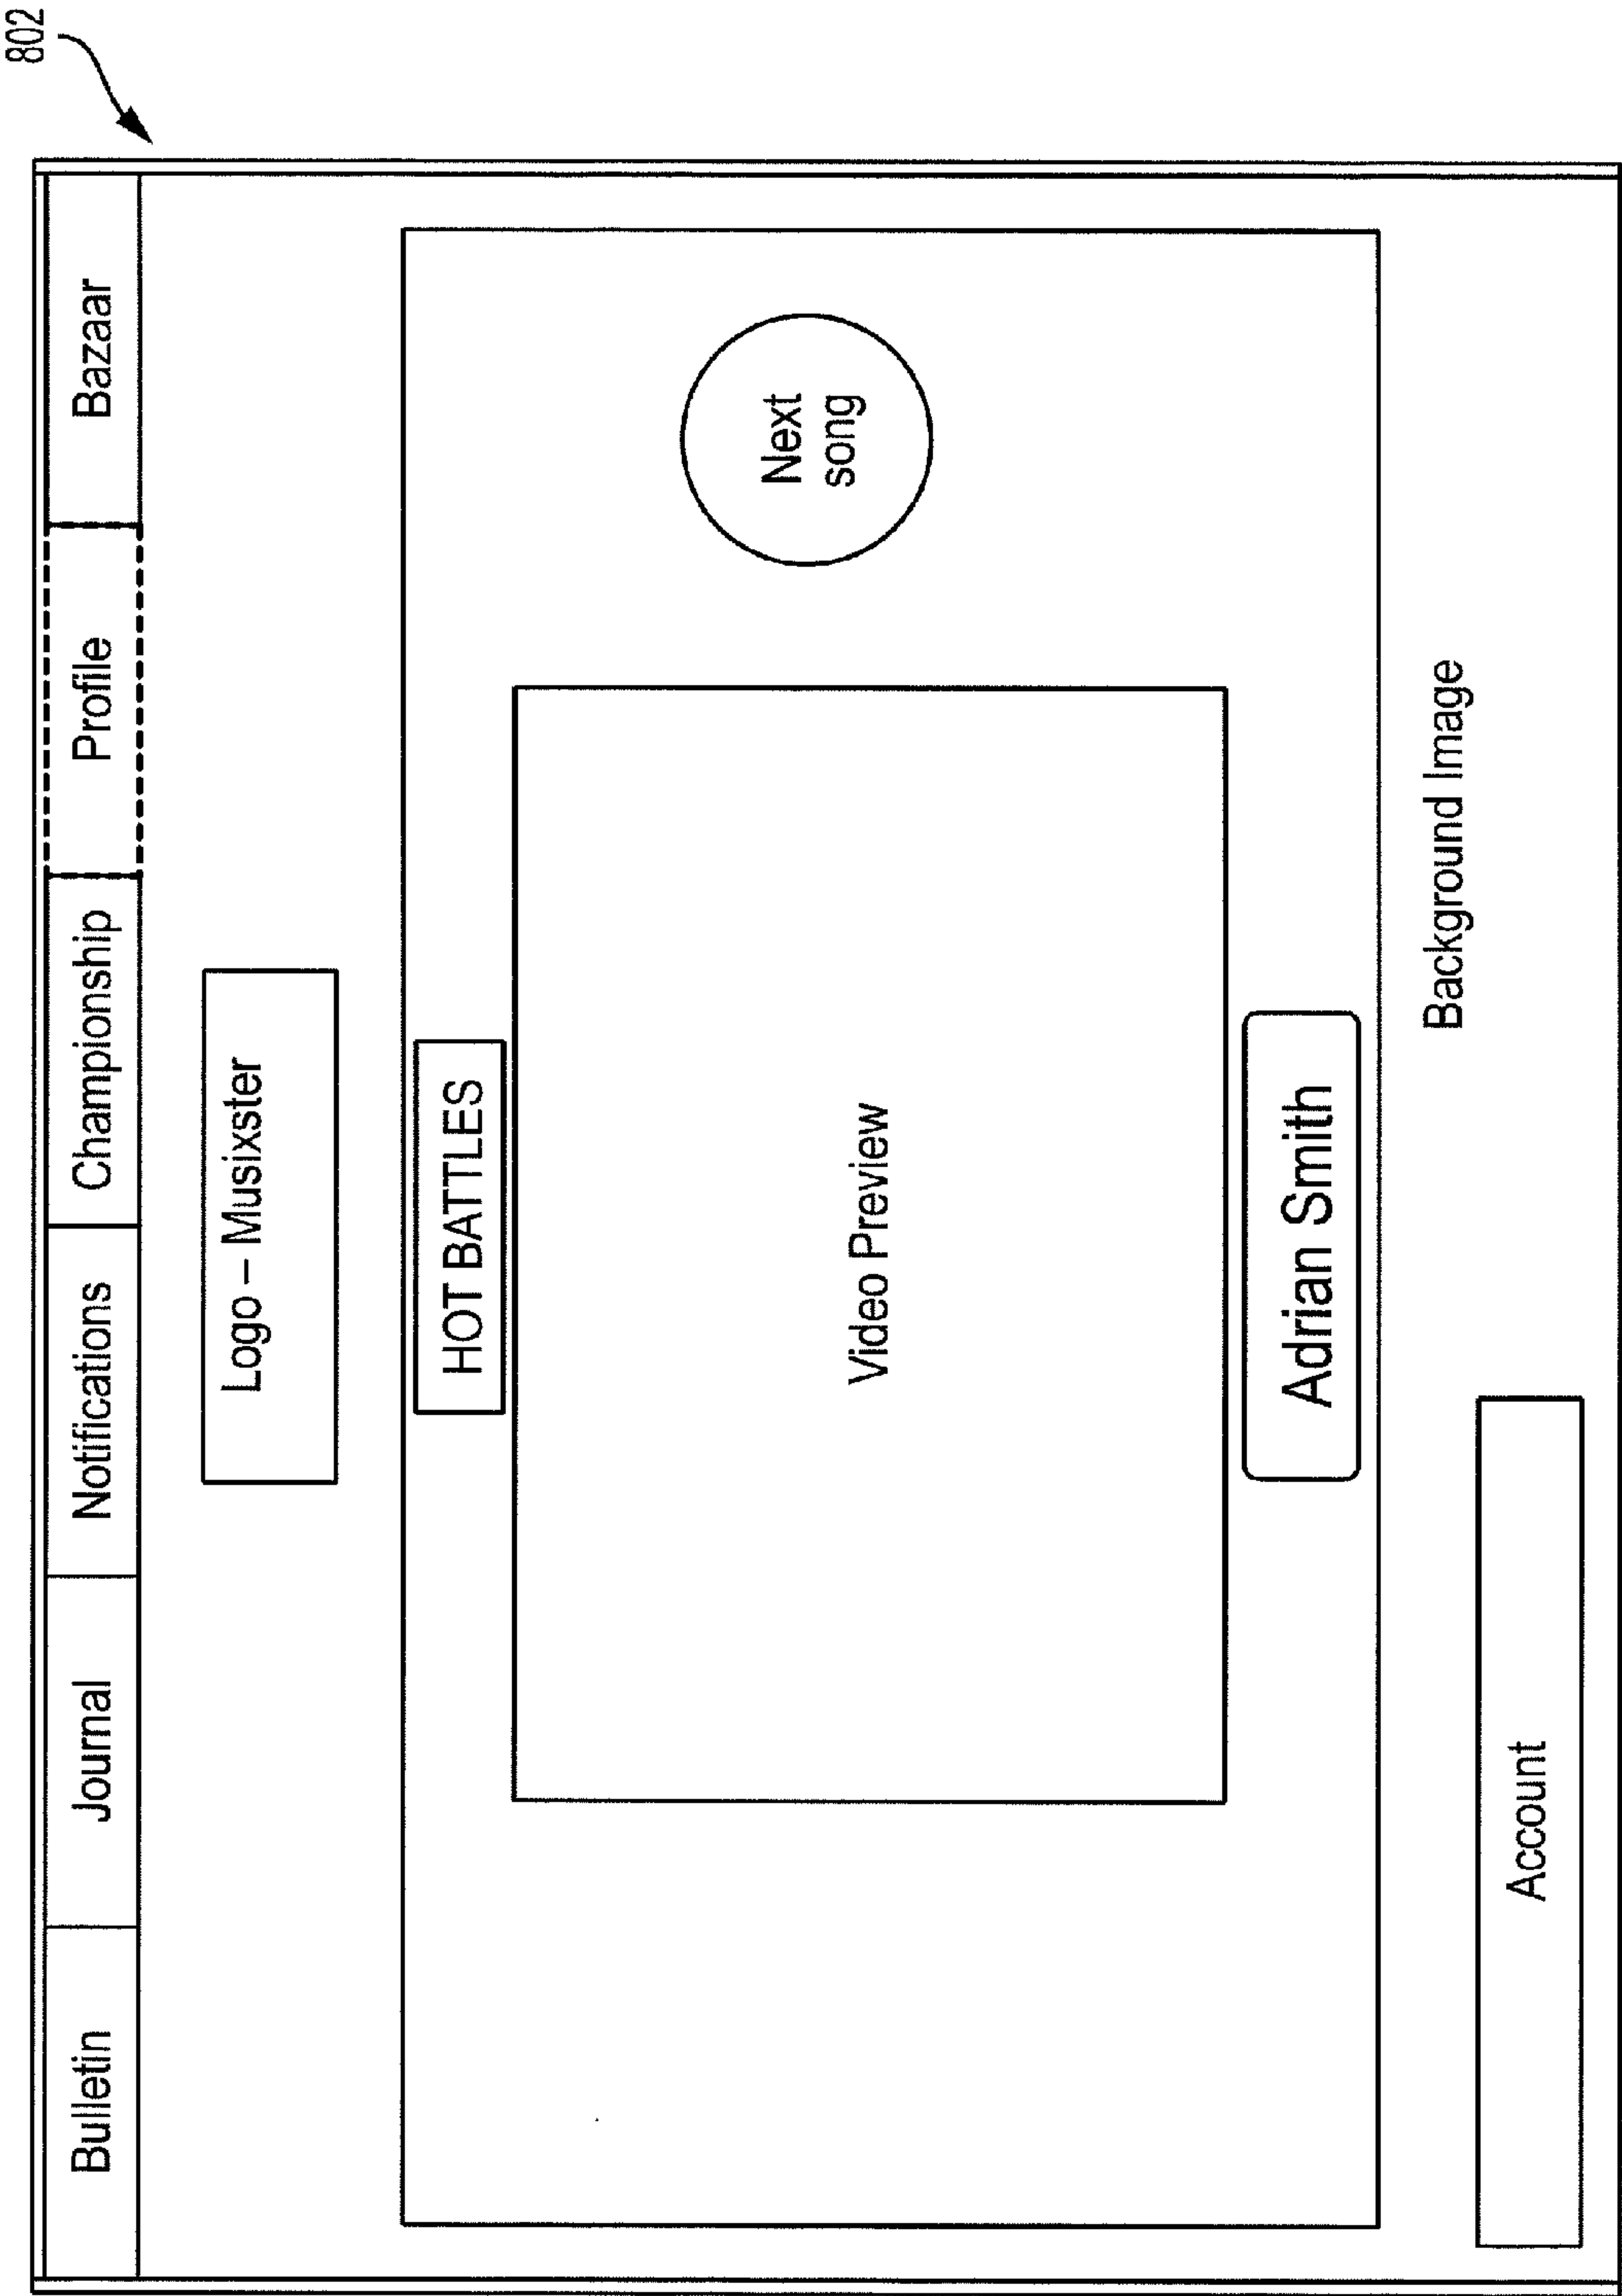 802
Bulletin
Journal
Notifications
Championship
Profile
Bazaar
Logo – Musixster
HOT BATTLES
Video Preview
Next
song
Adrian Smith
Background Image
Account